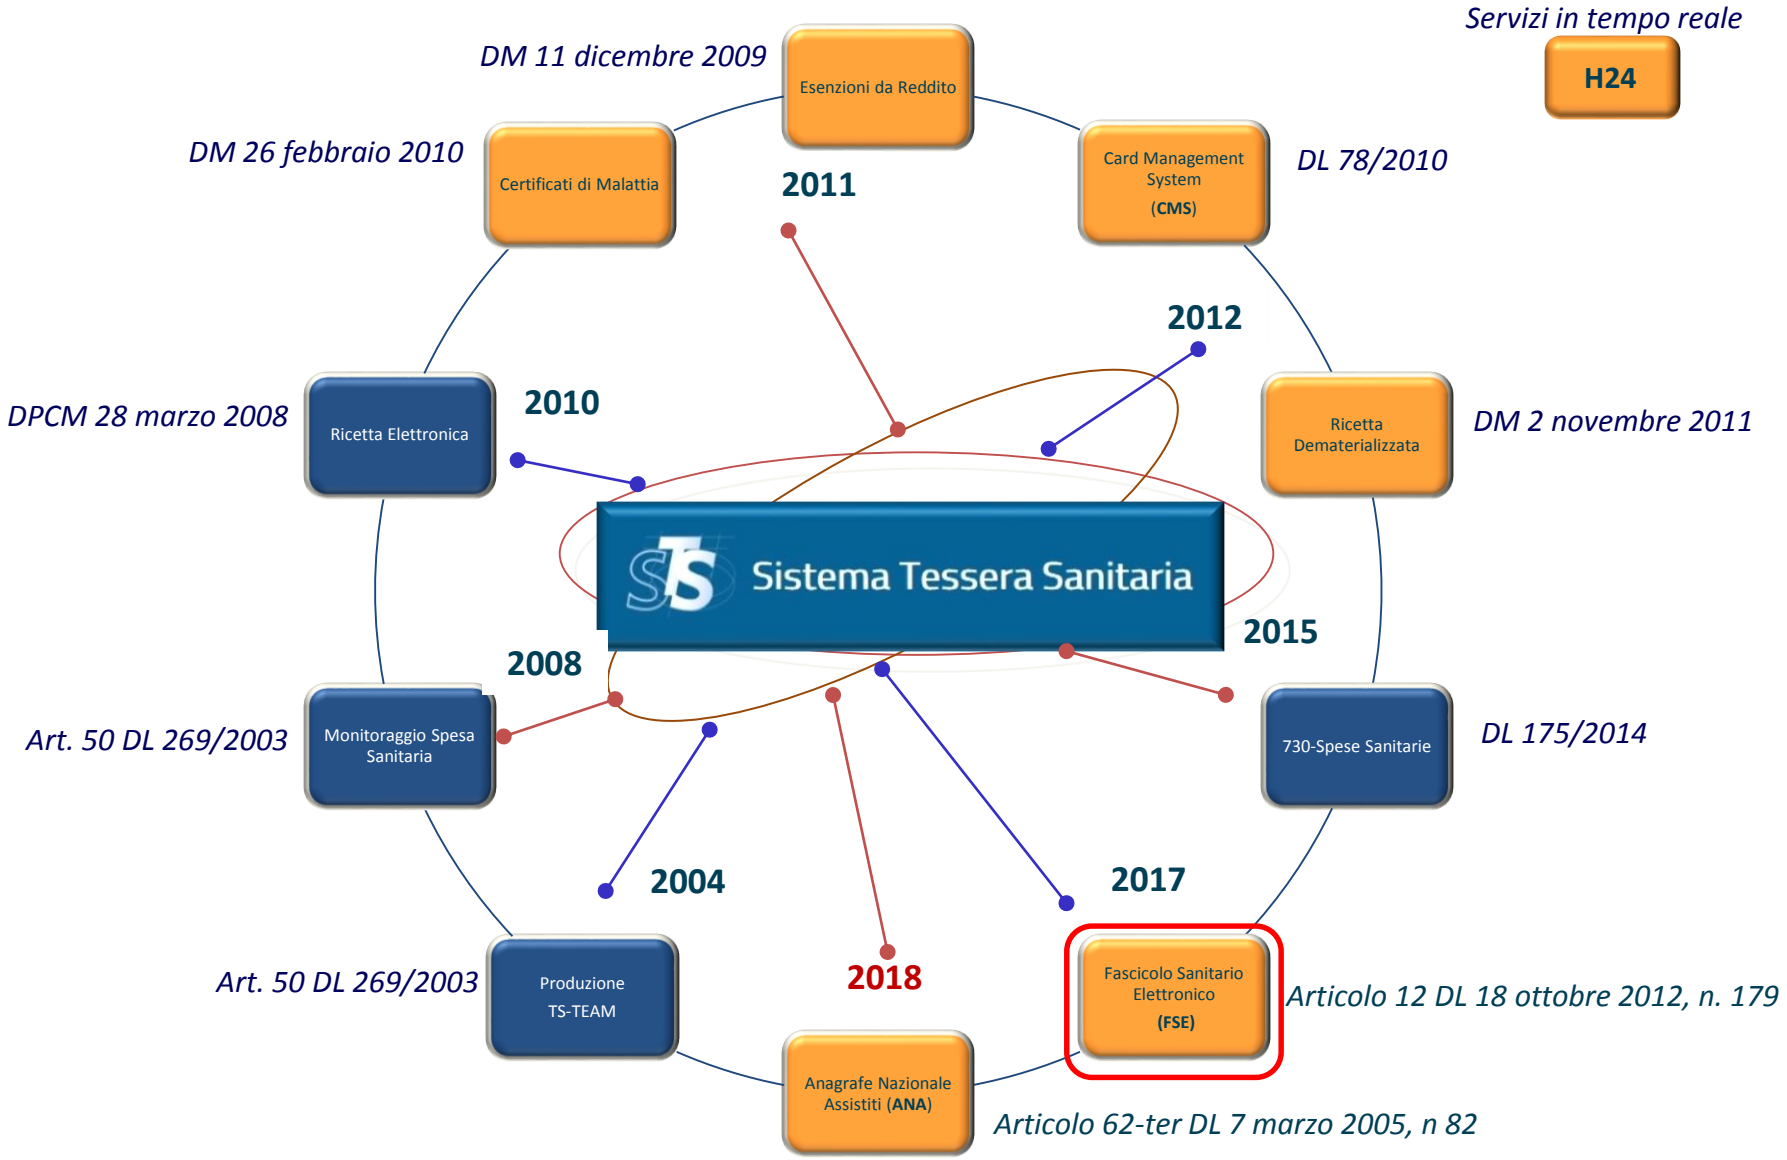 Servizi in tempo reale
H24
DM 11 dicembre 2009
Esenzioni da Reddito
DM 26 febbraio 2010
Certificati di Malattia
2011
Card Management
System
(CMS)
DL 78/2010
2012
DPCM 28 marzo 2008
Ricetta Elettronica
2010
Ricetta
Dematerializzata
DM 2 novembre 2011
STS Sistema Tessera Sanitaria
2015
2008
Art. 50 DL 269/2003
Monitoraggio Spesa
Sanitaria
730-Spese Sanitarie
DL 175/2014
2004
2017
Art. 50 DL 269/2003
Produzione
TS-TEAM
2018
Fascicolo Sanitario
Elettronico
(FSE)
Articolo 12 DL 18 ottobre 2012, n. 179
Anagrafe Nazionale
Assistiti (ANA)
Articolo 62-ter DL 7 marzo 2005, n 82